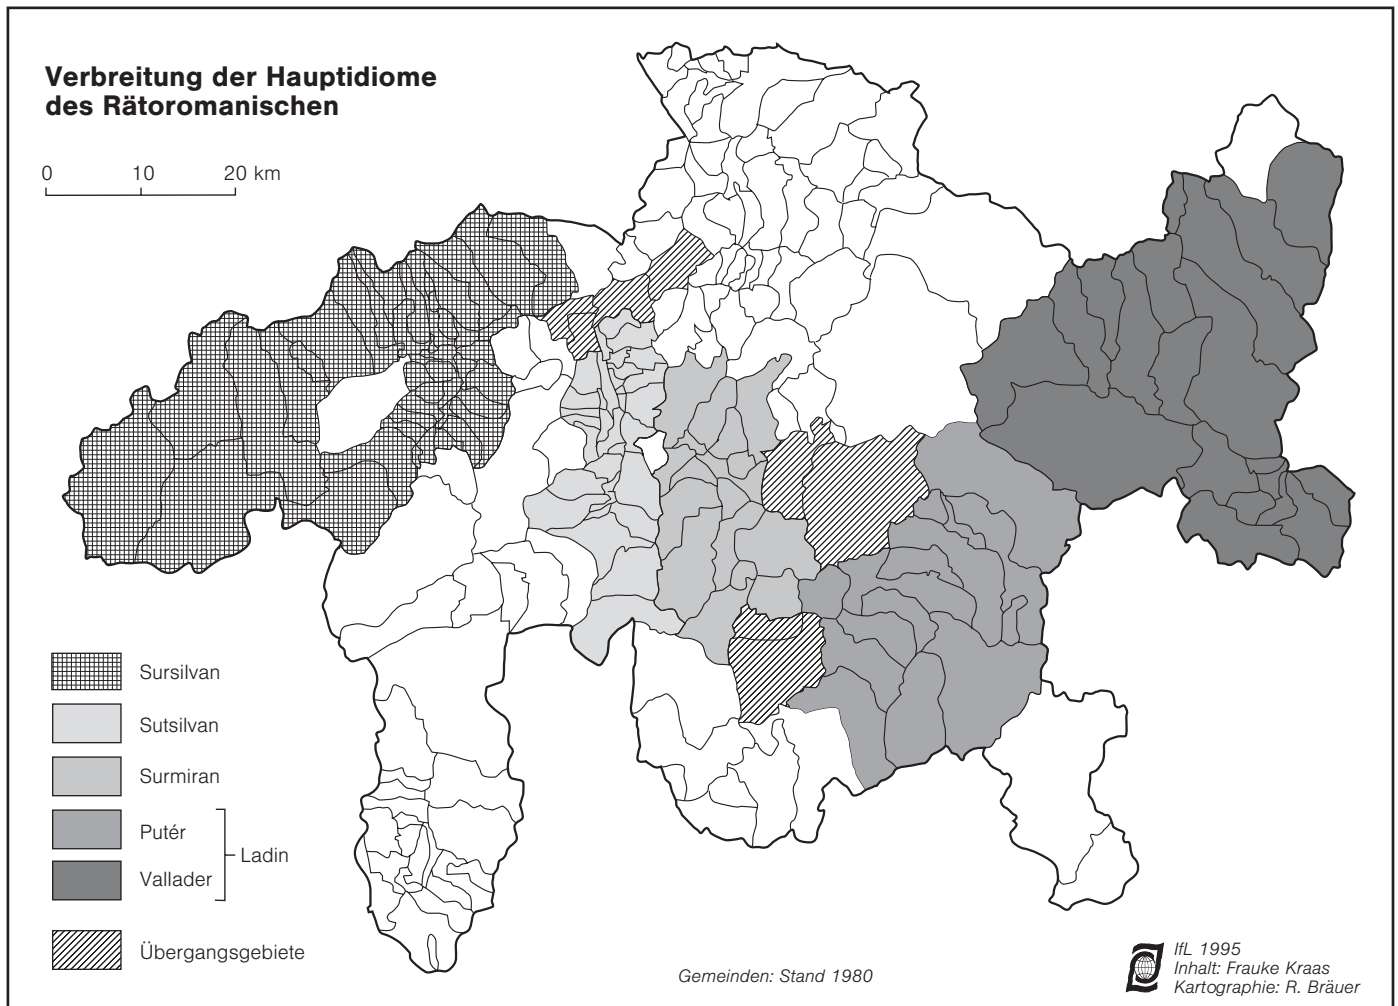 Verbreitung der Hauptidiome
des Rätoromanischen
0 10 20 km
Sursilvan
Sutsilvan
Surmiran
Putér
Ladin
Vallader
Übergangsgebiete
Gemeinden: Stand 1980
IfL 1995
Inhalt: Frauke Kraas
Kartographie: R. Bräuer